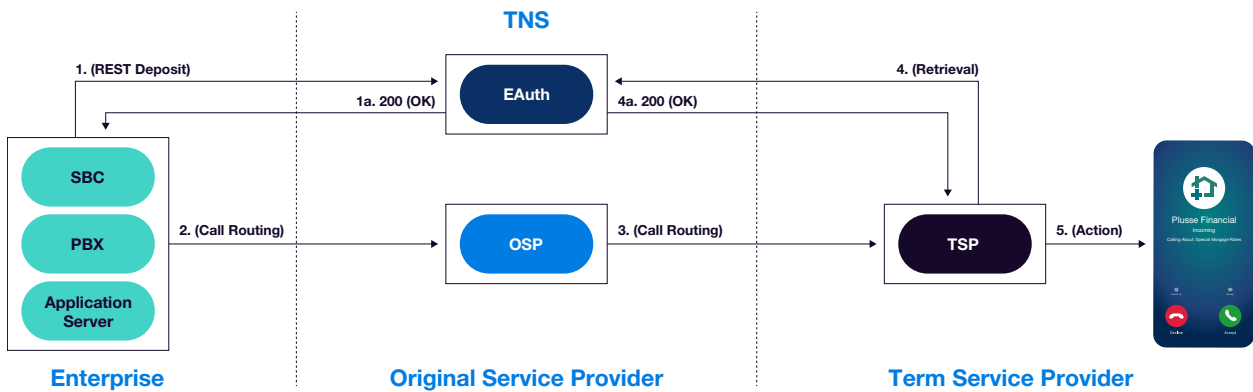 TNS
1. (REST Deposit)
EAuth
4. (Retrieval)
1a. 200 (OK)
4a. 200 (OK)
SBC
PBX
Application
Server
2. (Call Routing)
OSP
3. (Call Routing)
TSP
5. (Action)
Plusse Financial
Incoming
Calling About: Special Morgage Rates
Decline
Accept
Enterprise
Original Service Provider
Term Service Provider